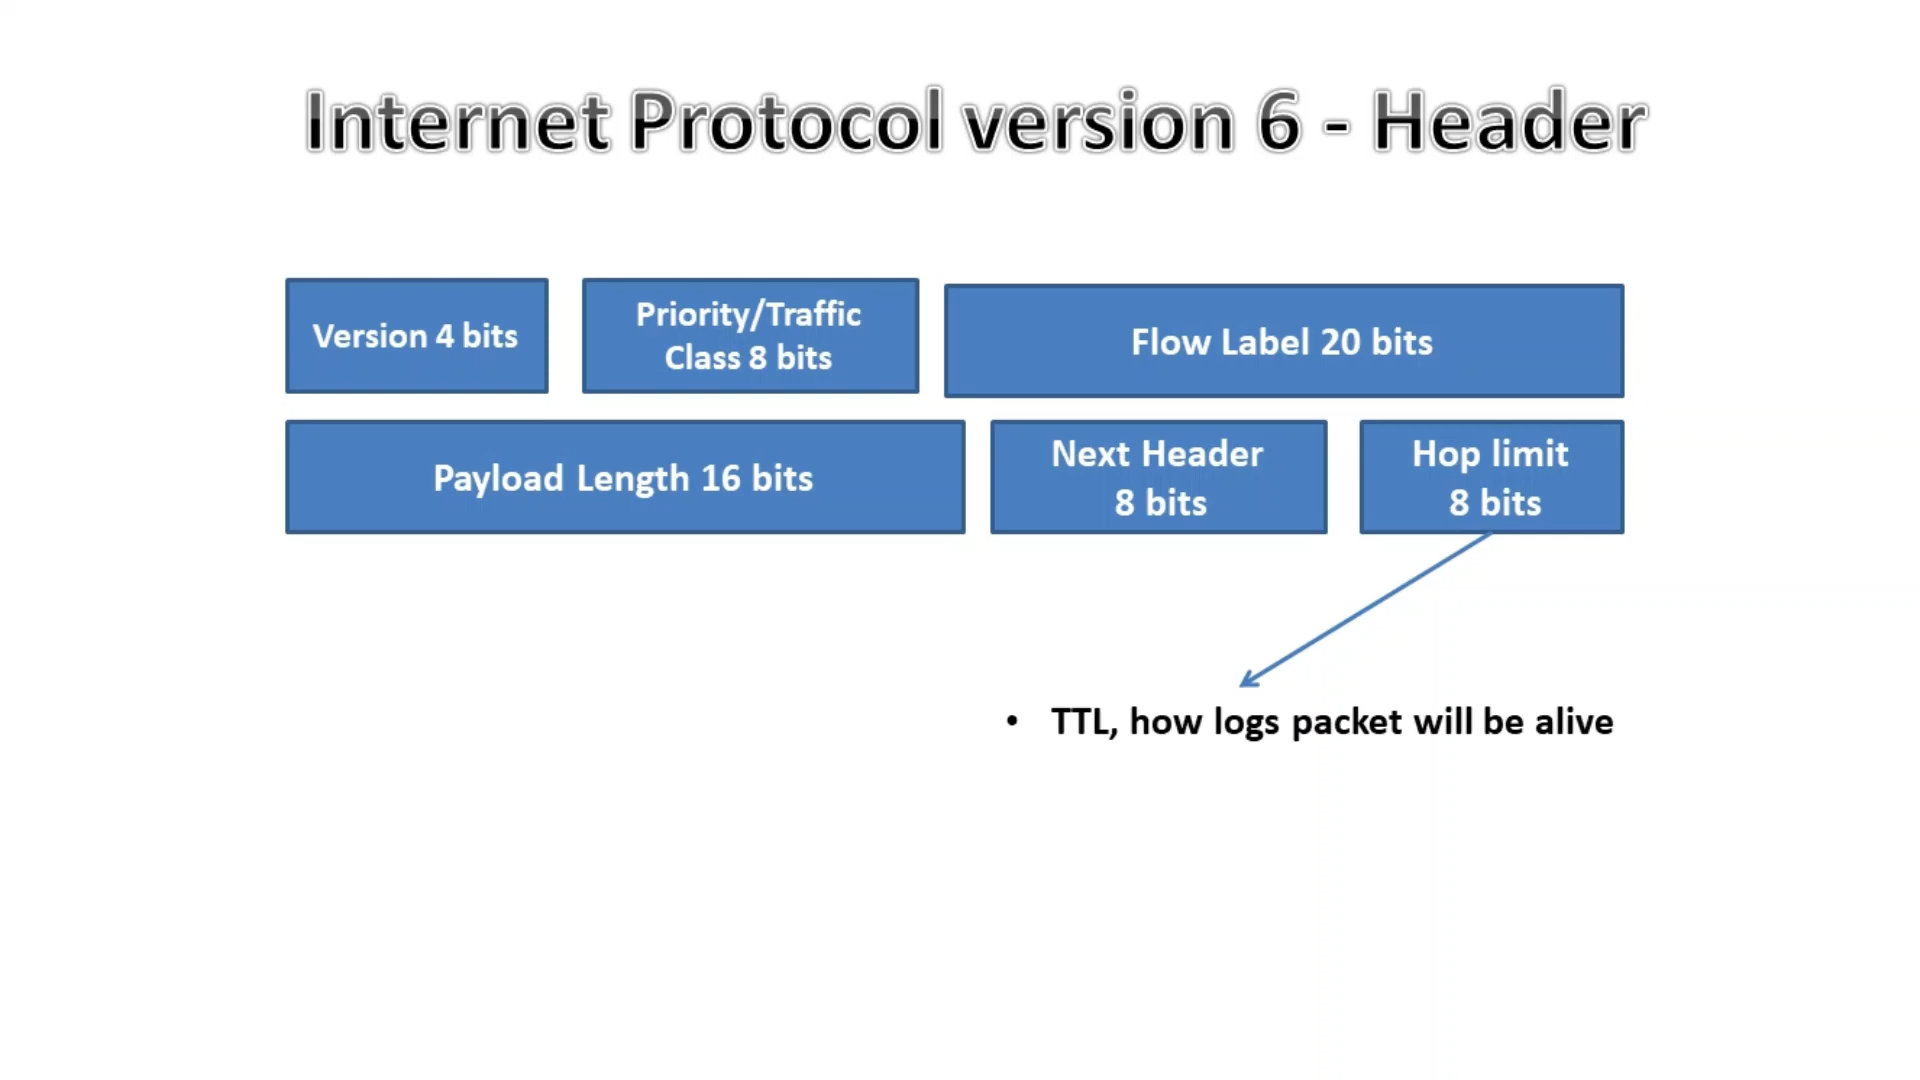 Internet Protocol version 6 - Header
Version 4 bits
Priority/Traffic
Class 8 bits
Flow Label 20 bits
Payload Length 16 bits
Next Header
8 bits
Hop limit
8 bits
• TTL, how logs packet will be alive